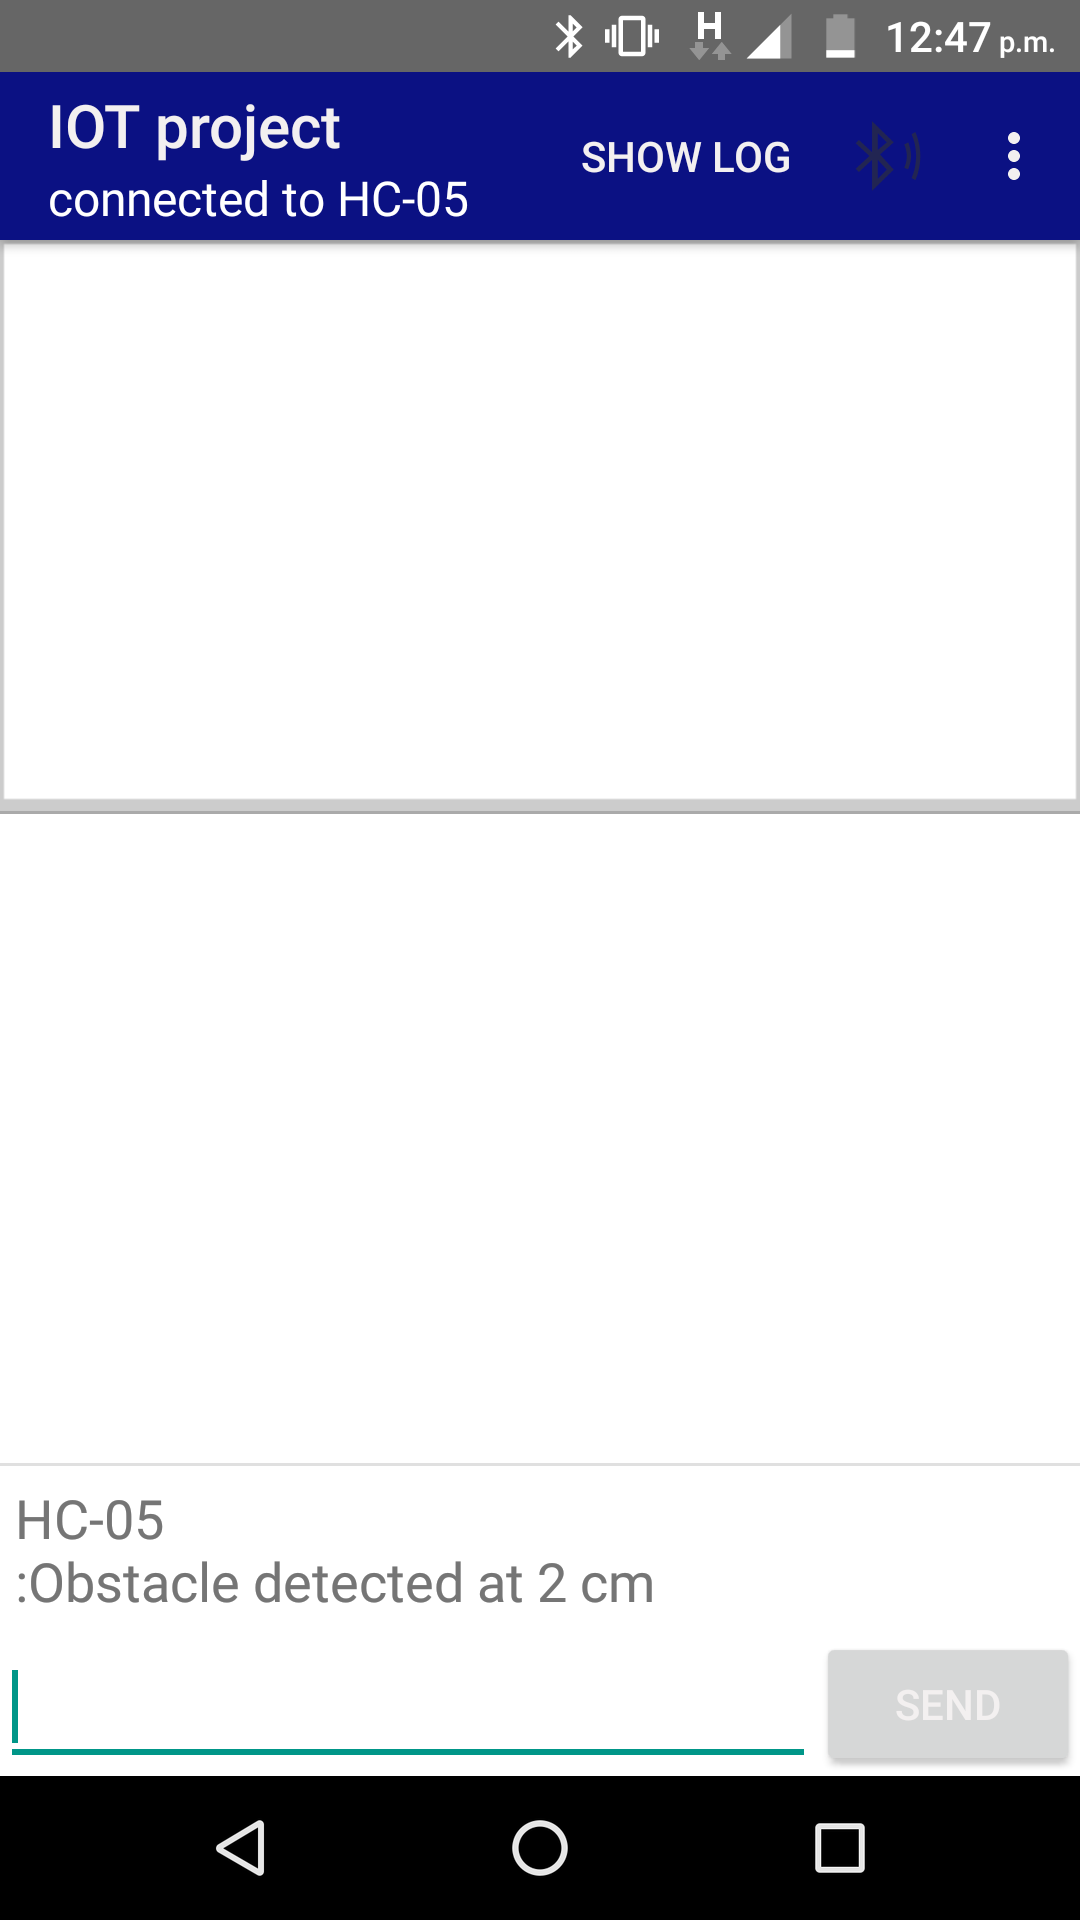 H
12:47 p.m.
IOT project
SHOW LOG
connected to HC-05
HC-05
:Obstacle detected at 2 cm
SEND